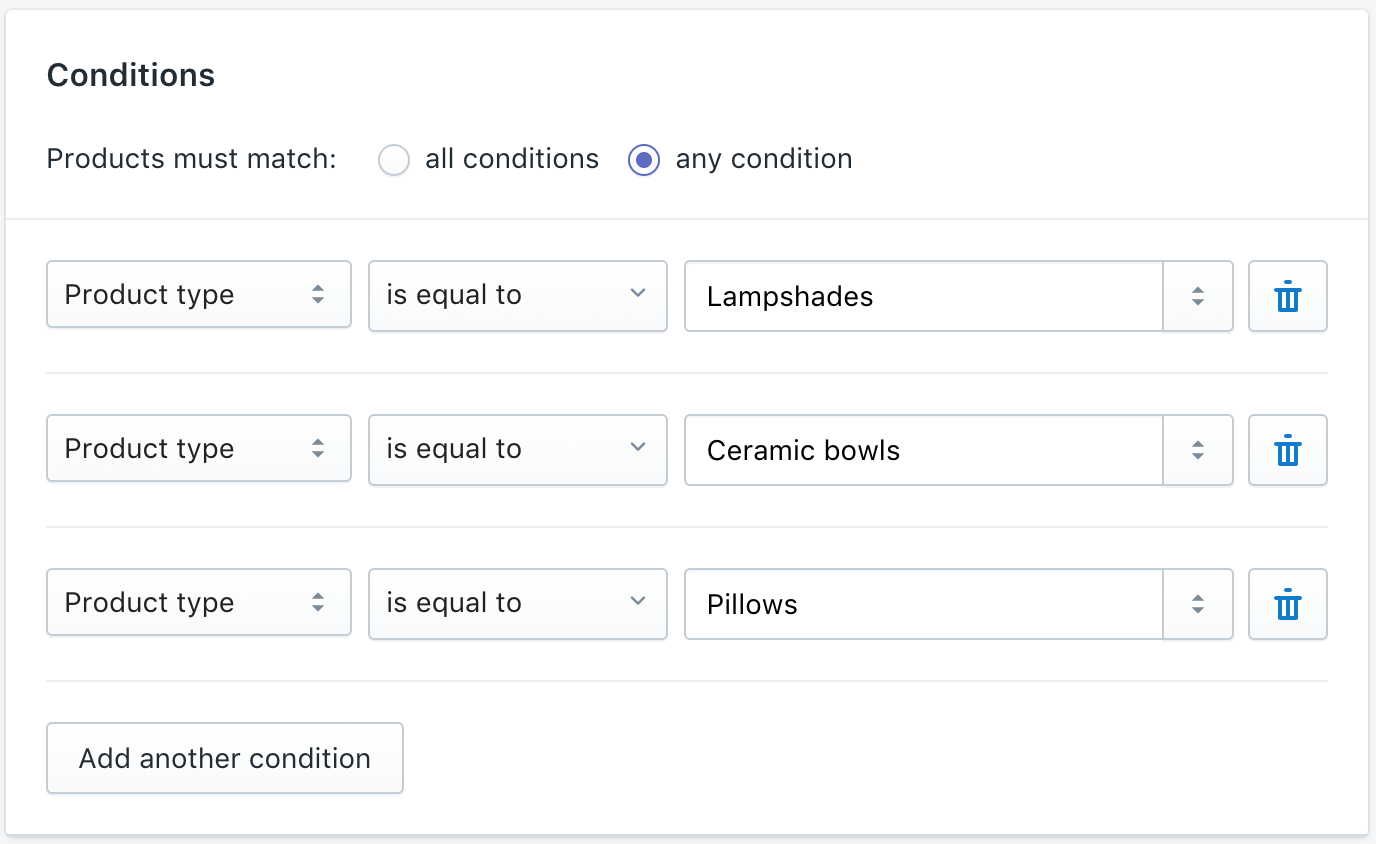 Conditions
Products must match: all conditions any condition
Product type is equal to Lampshades
Product type is equal to Ceramic bowls
Product type is equal to Pillows
Add another condition